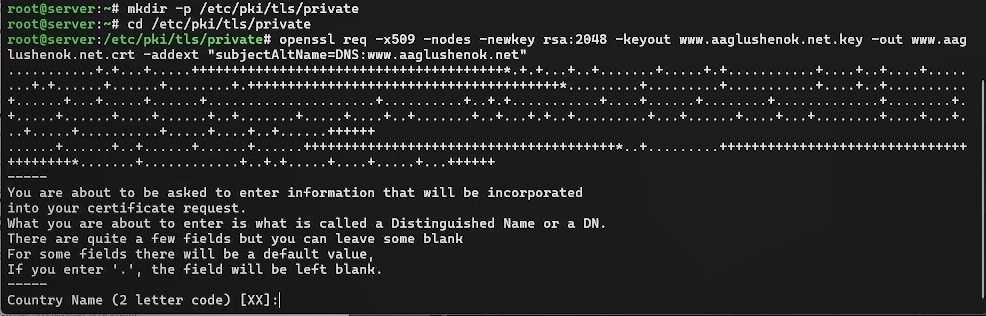 root@server:~# mkdir -p /etc/pki/tls/private
root@server:~# cd /etc/pki/tls/private
root@server:/etc/pki/tls/private# openssl req -x509 -nodes -newkey rsa:2048 -keyout www.aaglushenok.net.key -out www.aag
lushenok.net.crt -addext "subjectAltName=DNS:www.aaglushenok.net"
-----
You are about to be asked to enter information that will be incorporated
into your certificate request.
What you are about to enter is what is called a Distinguished Name or a DN.
There are quite a few fields but you can leave some blank
For some fields there will be a default value,
If you enter '.', the field will be left blank.
-----
Country Name (2 letter code) [XX]: